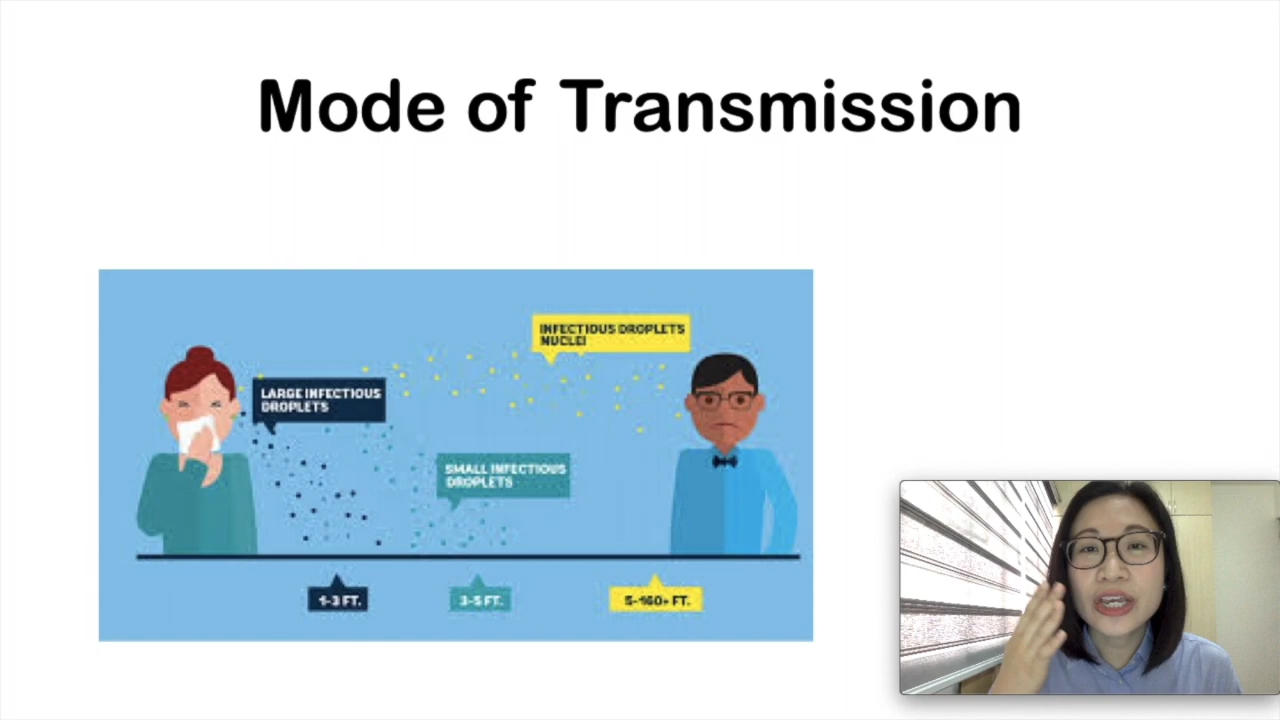 Mode of Transmission
INFECTIOUS DROPLETS
NUCLEI
LARGE INFECTIOUS
DROPLETS
SMALL INFECTIOUS
DROPLETS
1-3 FT.
3-5 FT.
5-160+ FT.